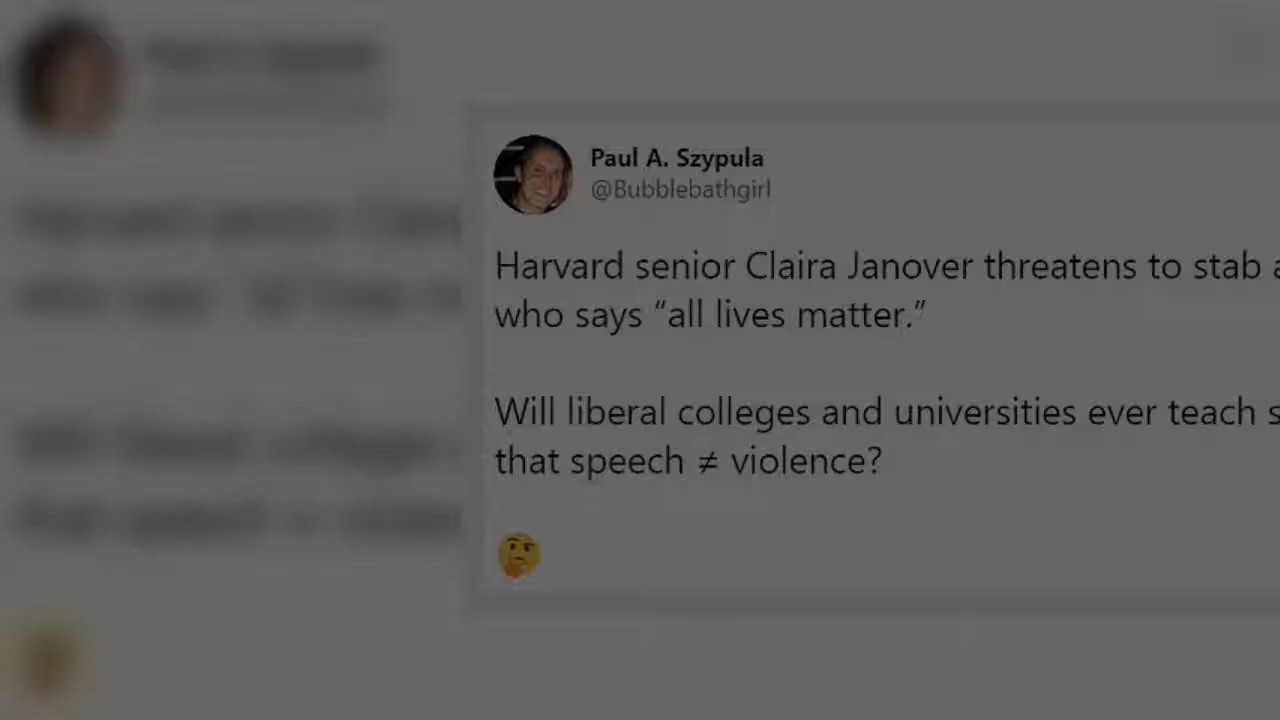 Paul A. Szypula
@Bubblebathgirl
Harvard senior Claira Janover threatens to stab
who says “all lives matter.”
Will liberal colleges and universities ever teach
that speech ≠ violence?